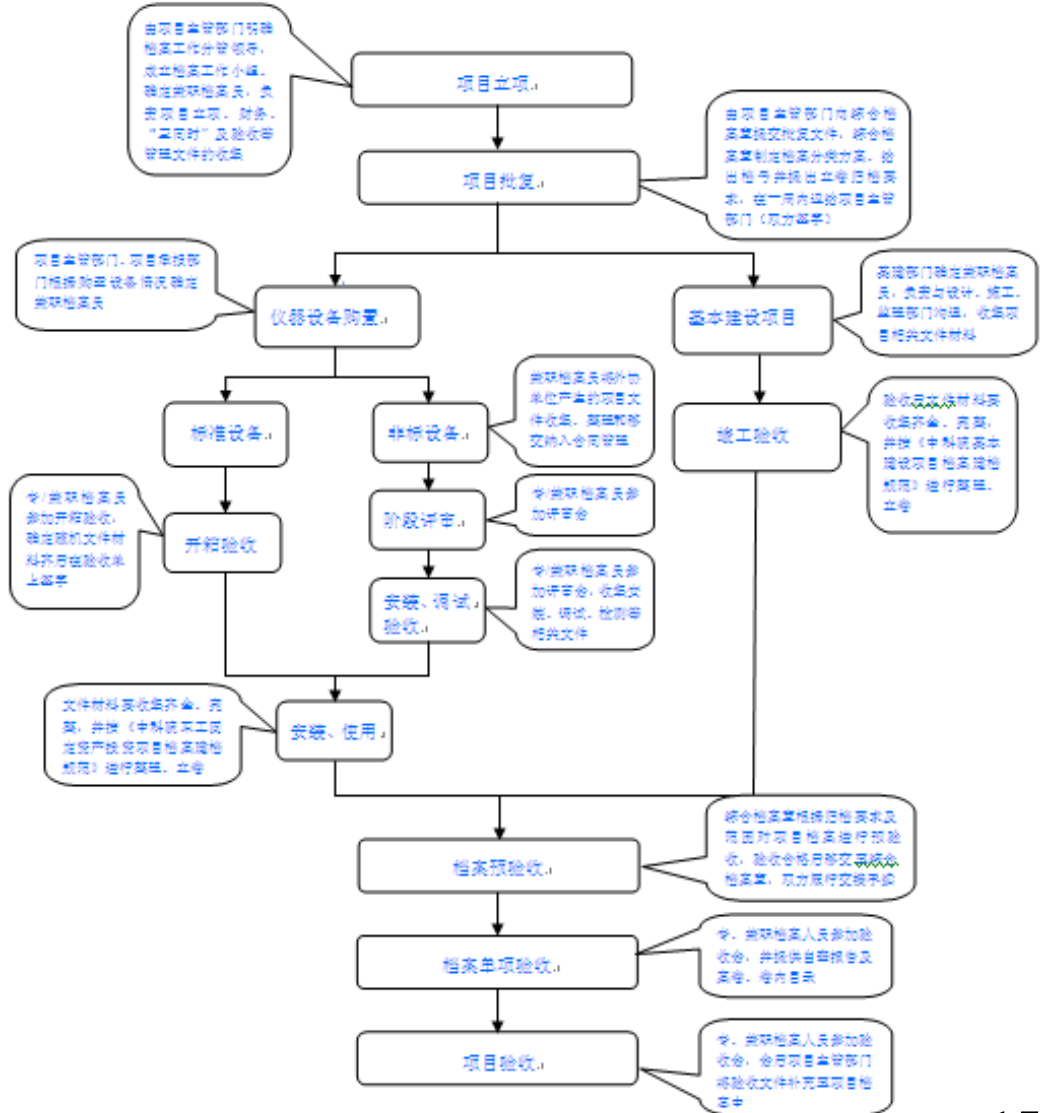 由项目主管部门明确
档案工作分管领导，
成立档案工作小组。
确定兼职档案员，负
责项目立项、财务、
“三同时”及验收等
管理文件的收集
项目立项
由项目主管部门向综合档
案室提交批复文件，综合档
案室制定档案分类方案、给
出档号并提出立卷归档要
求，在一周内返给项目主管
部门（双方签字）
项目批复
项目主管部门、项目承担部
门根据购置设备情况确定
兼职档案员
仪器设备购置
基本建设项目
基建部门确定兼职档案
员，负责与设计、施工、
监理部门沟通，收集项
目相关文件材料
标准设备
非标设备
兼职档案员将外协
单位产生的项目文
件收集、整理和移
交纳入合同管理
竣工验收
验收后文件材料要
收集齐全、完整，
并按《中科院基本
建设项目档案建档
规范》进行整理、
立卷
专/兼职档案员
参加开箱验收，
确定随机文件材
料齐全后在验收单
上签字
开箱验收
阶段评审
专/兼职档案员参
加评审会
安装、调试
验收
专/兼职档案员参
加评审会，收集安
装、调试、检测等
相关文件
文件材料要收集齐全、完
整，并按《中科院
定资产投资项目档案建档
规范》进行整理、立卷
安装、使用
综合档案室根据归档要求及
范围对项目档案进行预验
收，验收合格后移交至综合
档案室，双方履行交接手续
档案预验收
档案单项验收
专、兼职档案人员参加验
收会，并提供自查报告及
案卷、卷内目录
项目验收
专、兼职档案人员参加验
收会，会后项目主管部门
将验收文件补充至项目档
案中